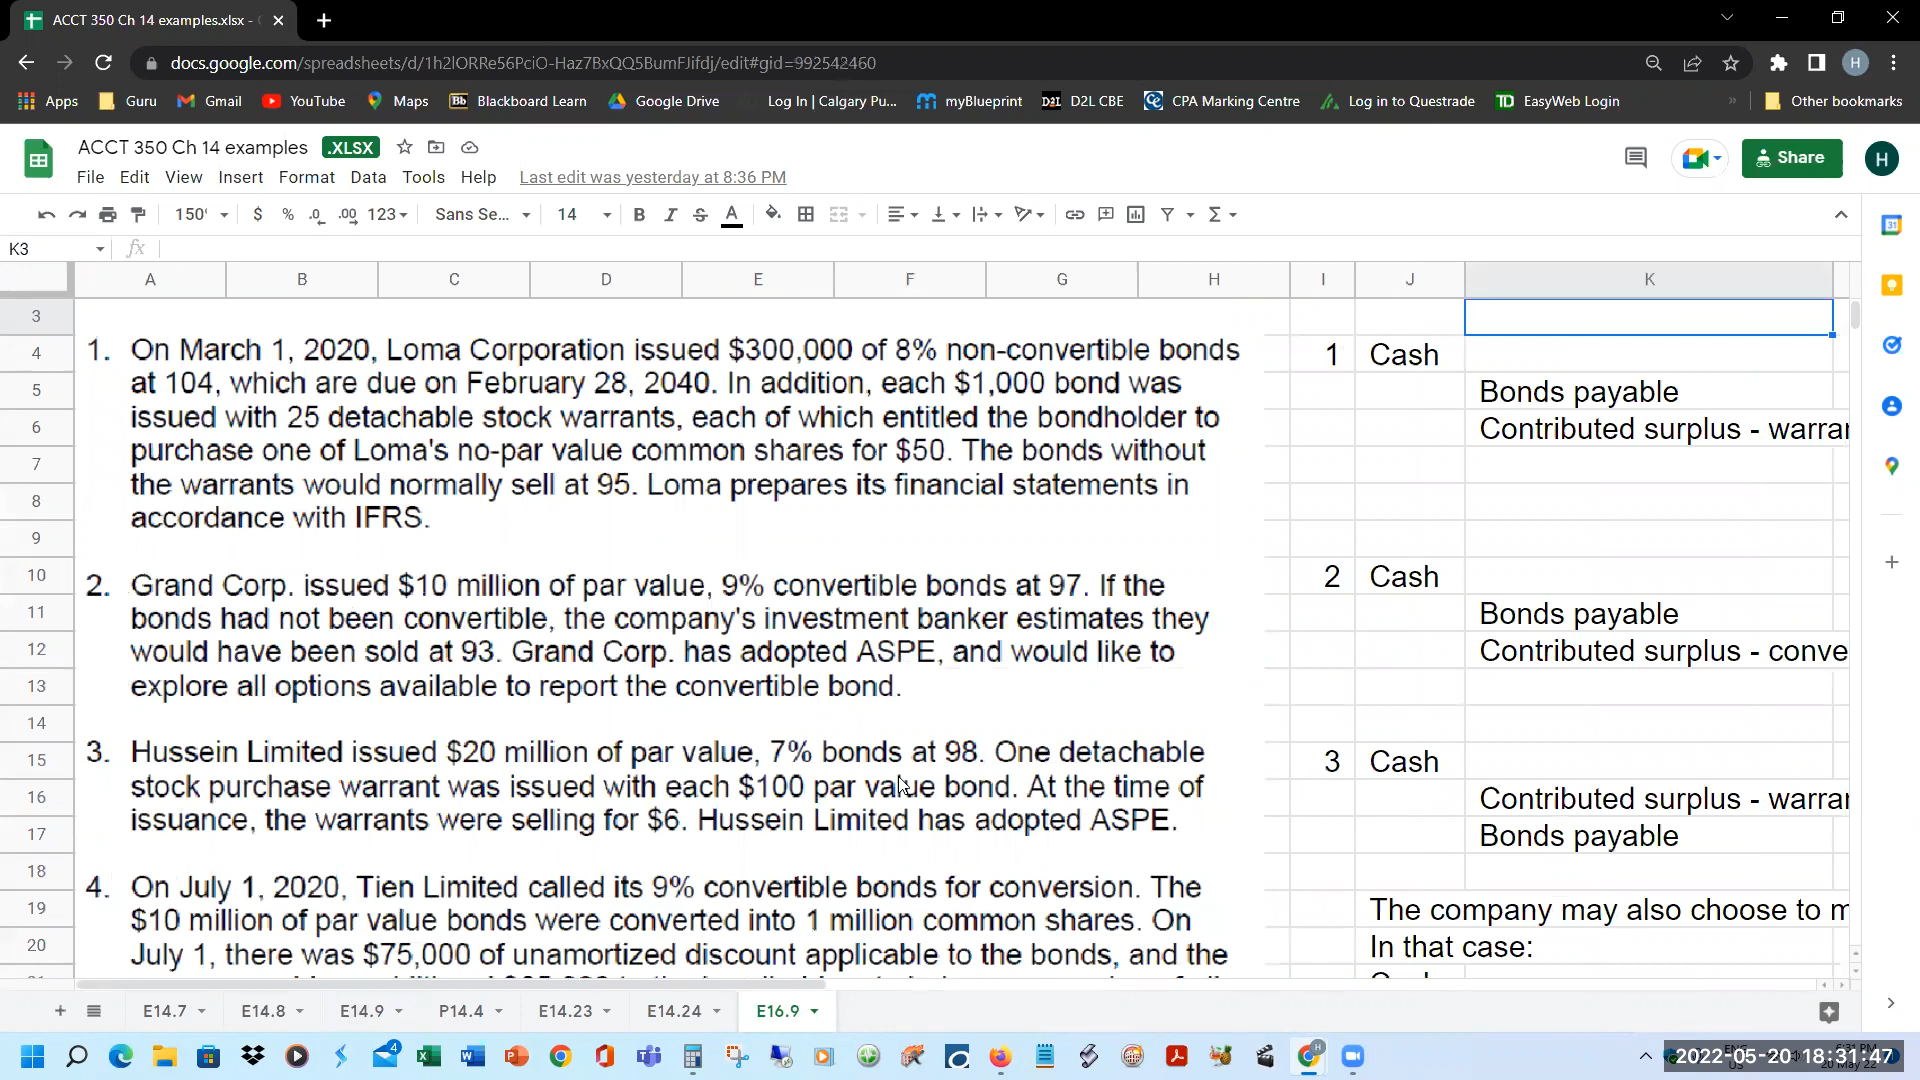 ACCT 350 Ch 14 examples.xlsx -
docs.google.com/spreadsheets/d/1h2lORRe56PciO-Haz7BxQQ5BumFJifdj/edit#gid=992542460
H
Apps Guru Gmail YouTube Maps Bb Blackboard Learn Google Drive Log In | Calgary Pu... myBlueprint D2L D2L CBE CPA Marking Centre Log in to Questrade TD EasyWeb Login » Other bookmarks
ACCT 350 Ch 14 examples .XLSX
Share
H
File Edit View Insert Format Data Tools Help Last edit was yesterday at 8:36 PM
150% $ % .0 .00 123 Sans Se... 14 B I S A
K3 fx
A B C D E F G H I J K
3
4
5
6
7
8
9
10
11
12
13
14
15
16
17
18
19
20
1. On March 1, 2020, Loma Corporation issued $300,000 of 8% non-convertible bonds
at 104, which are due on February 28, 2040. In addition, each $1,000 bond was
issued with 25 detachable stock warrants, each of which entitled the bondholder to
purchase one of Loma's no-par value common shares for $50. The bonds without
the warrants would normally sell at 95. Loma prepares its financial statements in
accordance with IFRS.
2. Grand Corp. issued $10 million of par value, 9% convertible bonds at 97. If the
bonds had not been convertible, the company's investment banker estimates they
would have been sold at 93. Grand Corp. has adopted ASPE, and would like to
explore all options available to report the convertible bond.
3. Hussein Limited issued $20 million of par value, 7% bonds at 98. One detachable
stock purchase warrant was issued with each $100 par value bond. At the time of
issuance, the warrants were selling for $6. Hussein Limited has adopted ASPE.
4. On July 1, 2020, Tien Limited called its 9% convertible bonds for conversion. The
$10 million of par value bonds were converted into 1 million common shares. On
July 1, there was $75,000 of unamortized discount applicable to the bonds, and the
1 Cash
Bonds payable
Contributed surplus - warrar
2 Cash
Bonds payable
Contributed surplus - conve
3 Cash
Contributed surplus - warrar
Bonds payable
The company may also choose to m
In that case:
E14.7 E14.8 E14.9 P14.4 E14.23 E14.24 E16.9
2022-05-20 18:31:47